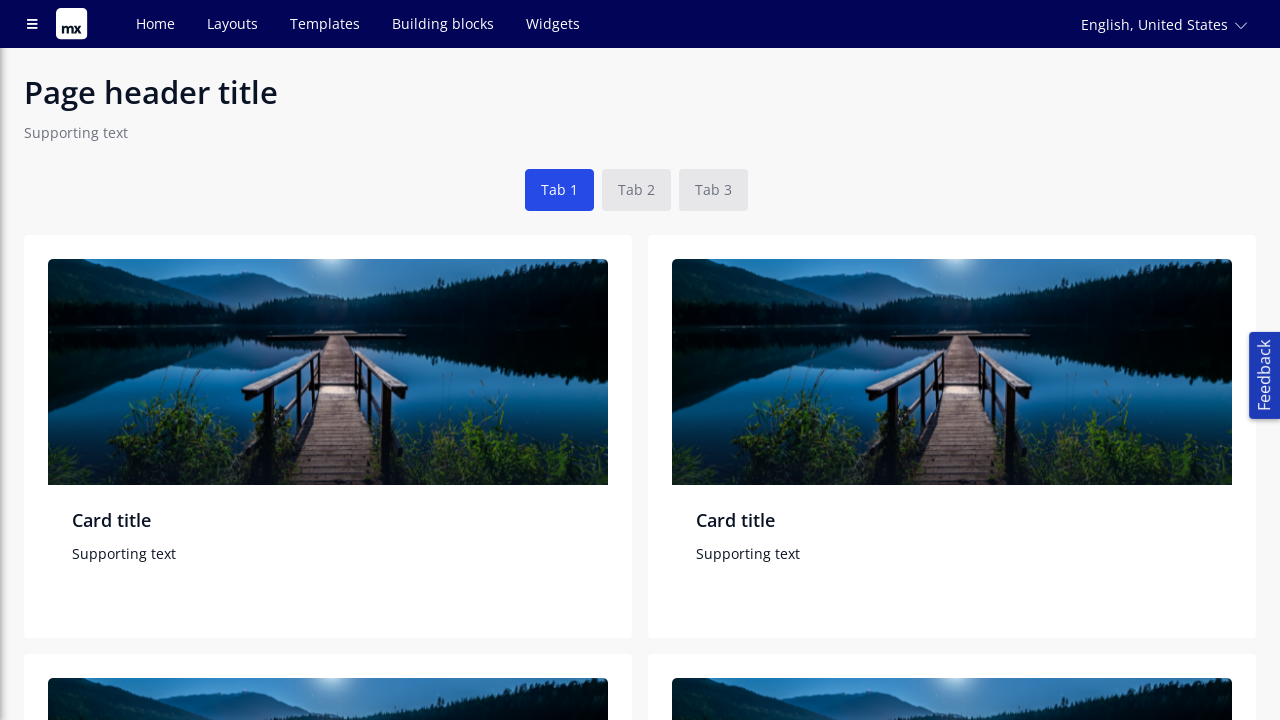 mx
Home
Layouts
Templates
Building blocks
Widgets
English, United States
Page header title
Supporting text
Tab 1
Tab 2
Tab 3
Card title
Supporting text
Card title
Supporting text
Feedback